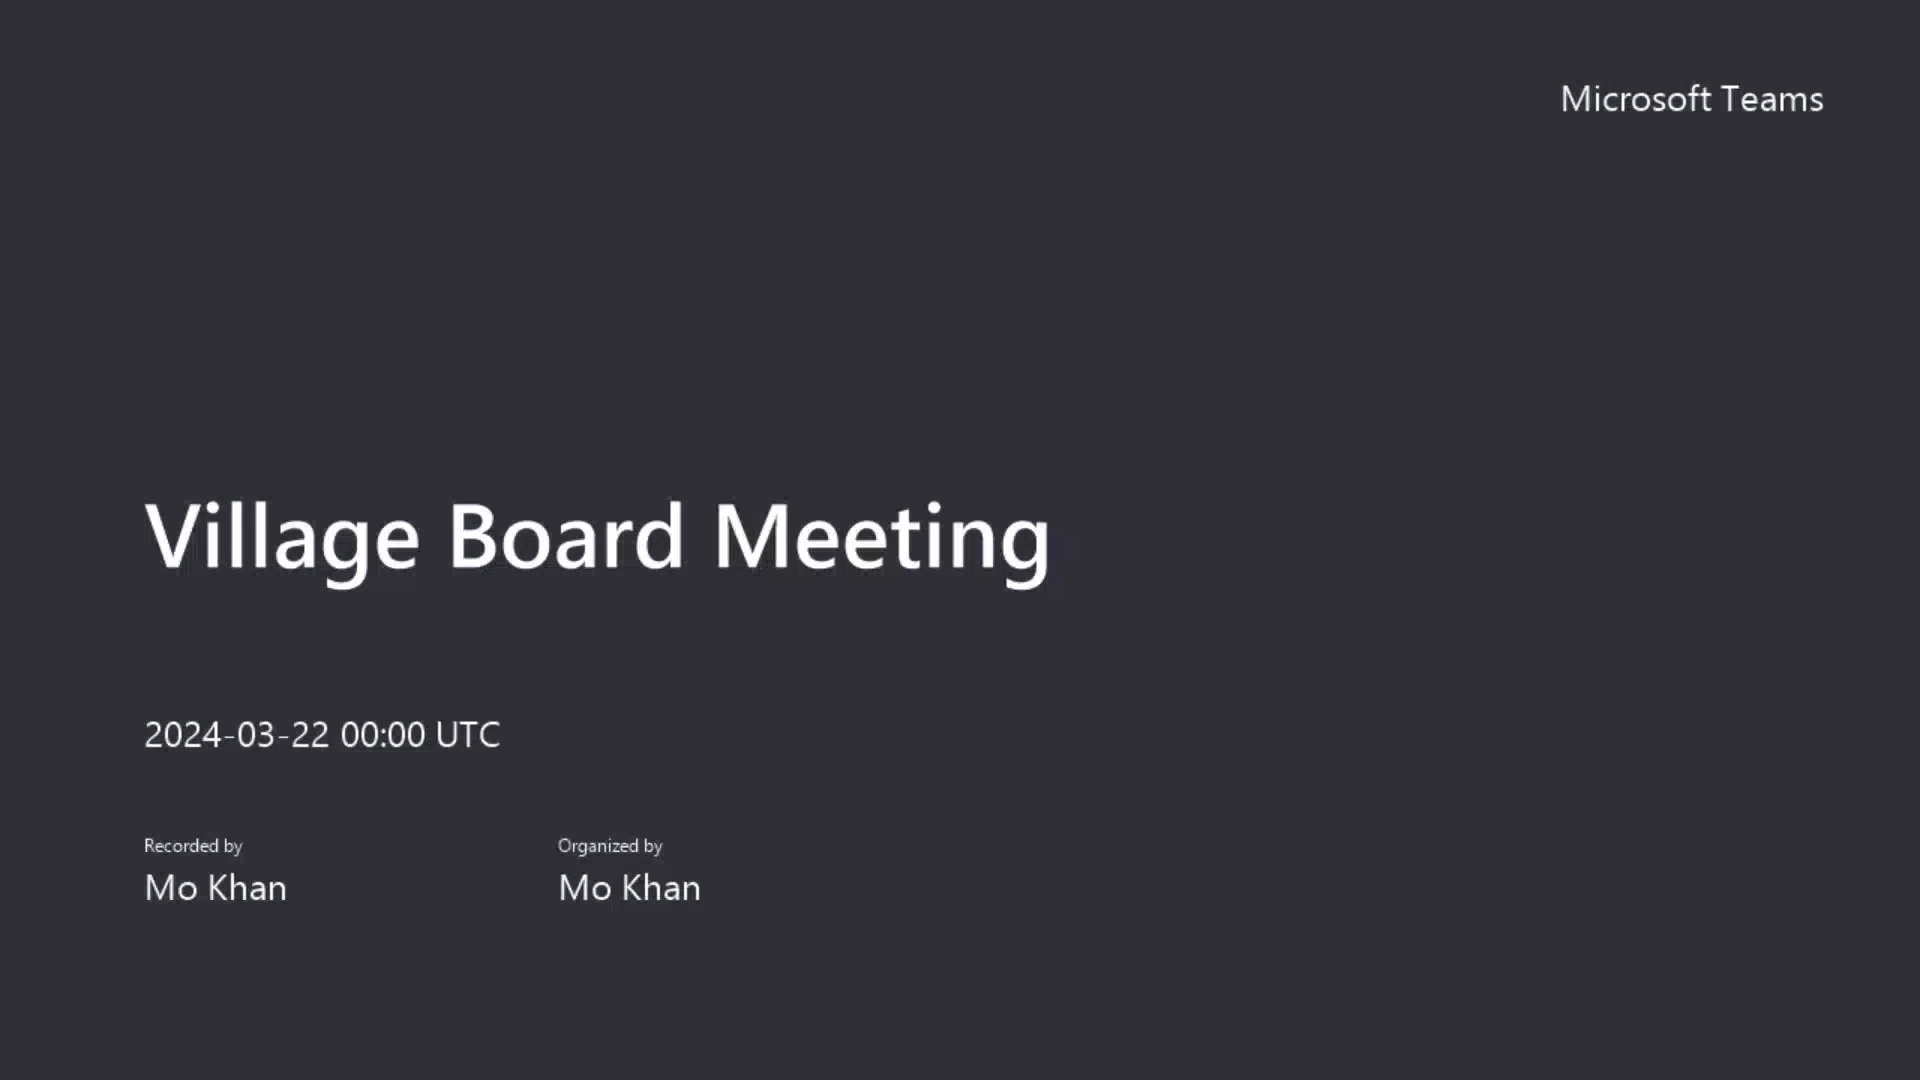 Microsoft Teams
Village Board Meeting
2024-03-22 00:00 UTC
Recorded by
Mo Khan
Organized by
Mo Khan